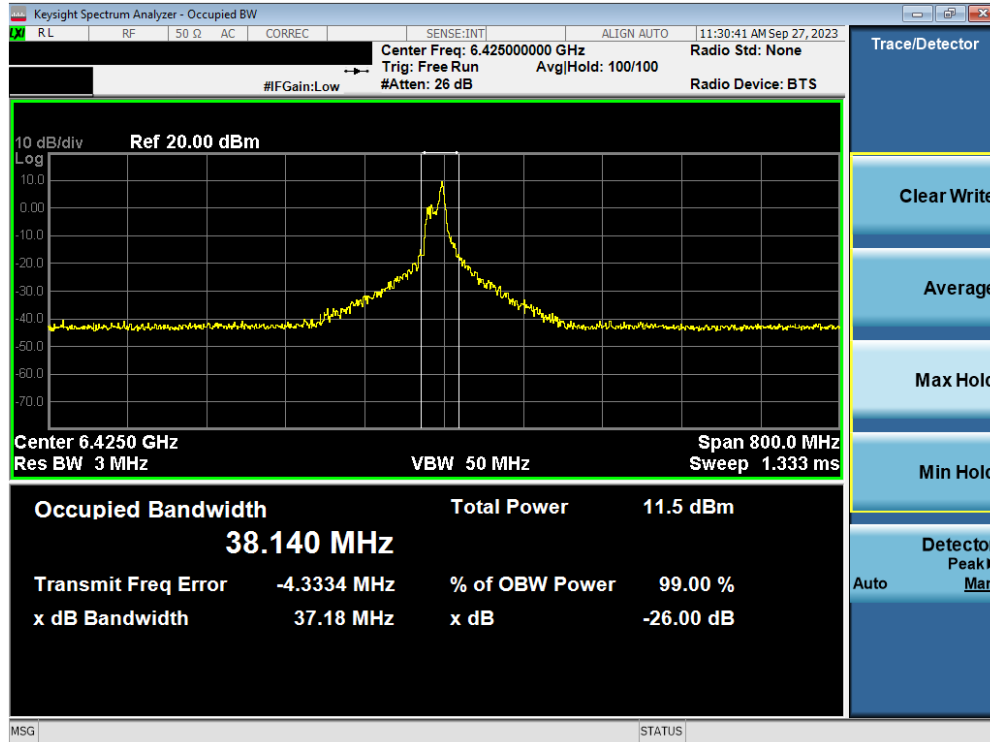 Keysight Spectrum Analyzer - Occupied BW
LXI RL RF 50 Ω AC CORREC SENSE:INT ALIGN AUTO 11:30:41 AM Sep 27, 2023
Center Freq: 6.425000000 GHz Radio Std: None
Trig: Free Run Avg|Hold: 100/100
#IFGain:Low #Atten: 26 dB Radio Device: BTS
10 dB/div Ref 20.00 dBm
Log
10.0
0.00
-10.0
-20.0
-30.0
-40.0
-50.0
-60.0
-70.0
Center 6.4250 GHz Span 800.0 MHz
Res BW 3 MHz VBW 50 MHz Sweep 1.333 ms
Occupied Bandwidth Total Power 11.5 dBm
38.140 MHz
Transmit Freq Error -4.3334 MHz % of OBW Power 99.00 %
x dB Bandwidth 37.18 MHz x dB -26.00 dB
MSG STATUS
Trace/Detector
Clear Write
Average
Max Hold
Min Hold
Detector
Peak
Auto Man